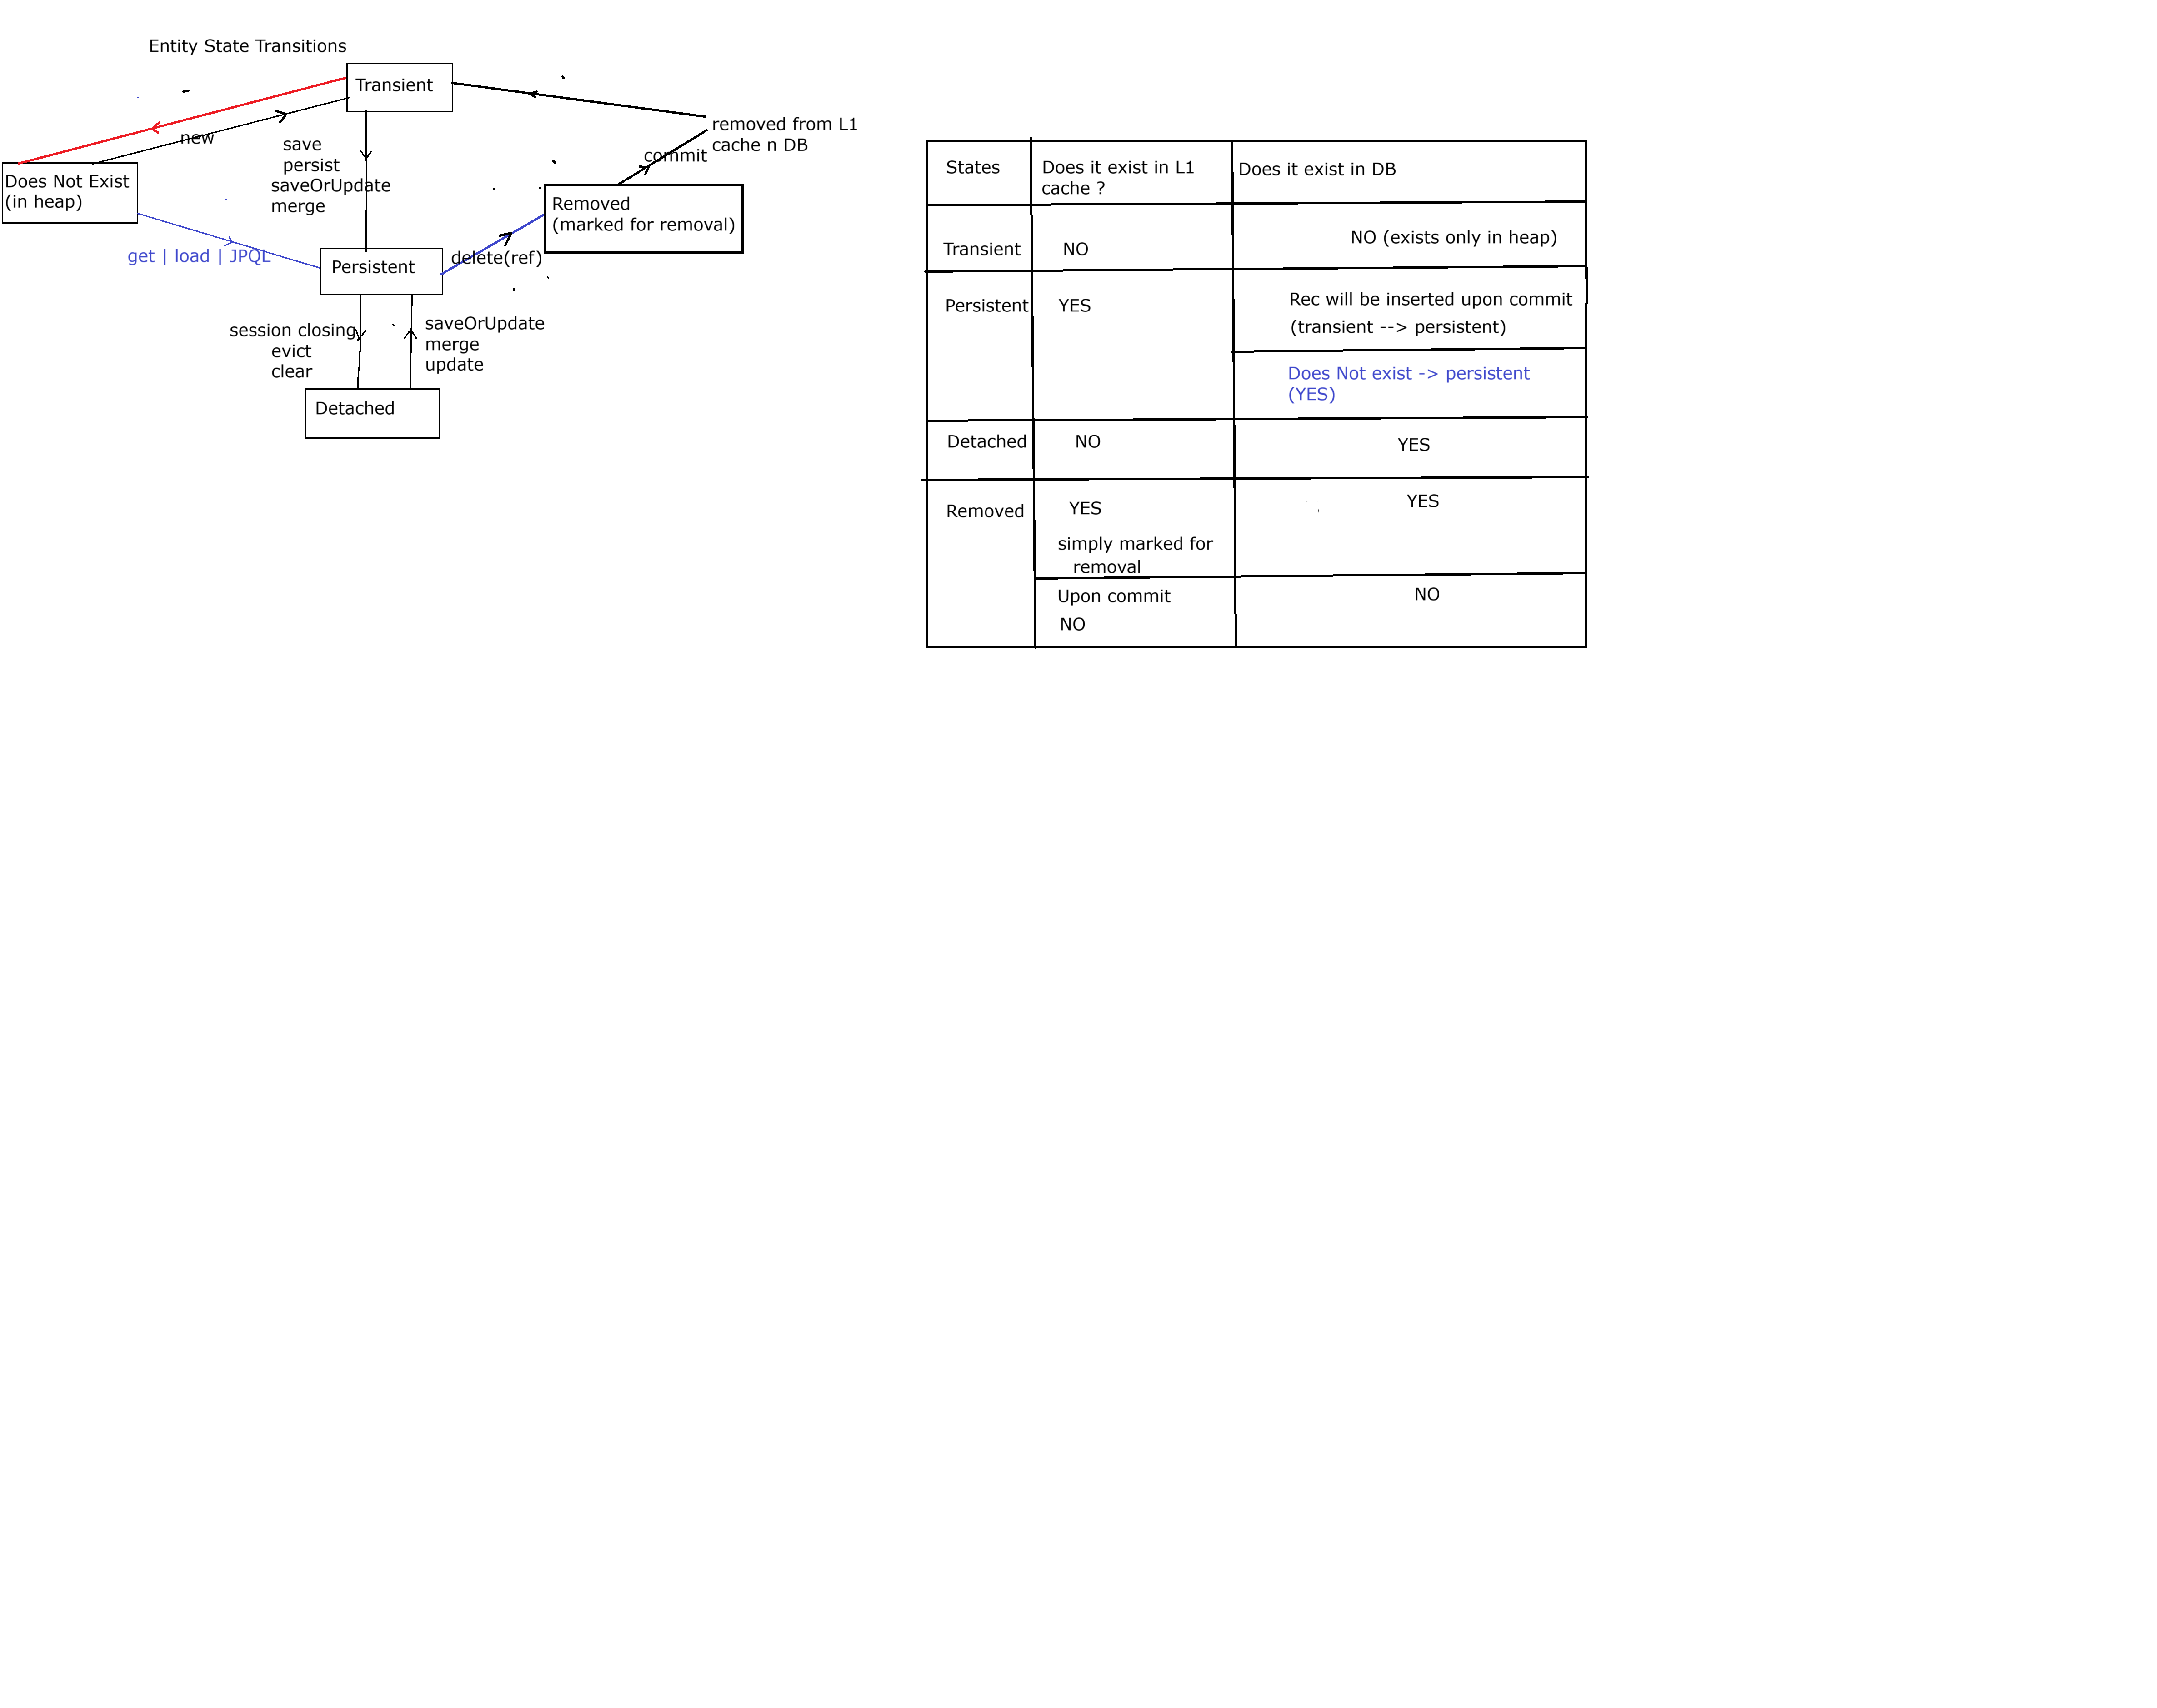 Entity State Transitions
Transient
new
save
persist
saveOrUpdate
merge
Does Not Exist
(in heap)
get | load | JPQL
Persistent
removed from L1
cache n DB
commit
Removed
(marked for removal)
delete(ref)
session closing
evict
clear
saveOrUpdate
merge
update
Detached
States
Does it exist in L1
cache ?
Does it exist in DB
Transient
NO
NO (exists only in heap)
Persistent
YES
Rec will be inserted upon commit
(transient --> persistent)
Does Not exist -> persistent
(YES)
Detached
NO
YES
Removed
YES
simply marked for
removal
YES
Upon commit
NO
NO